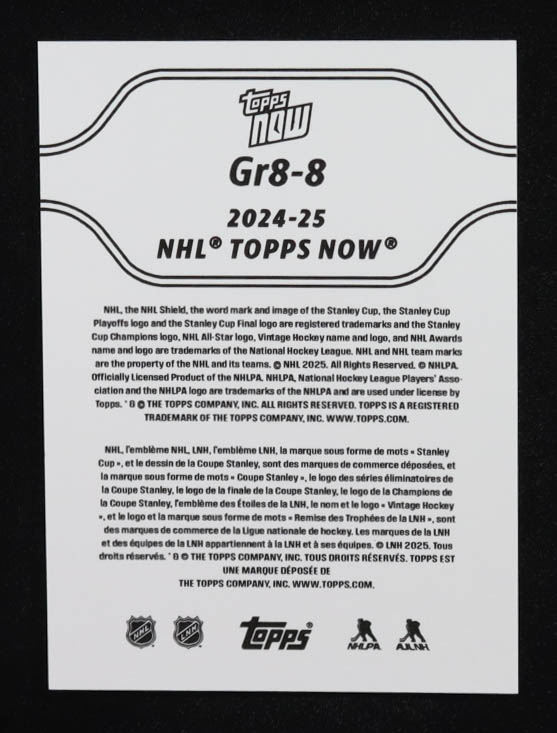 topps
now
Gr8-8
2024-25
NHL® TOPPS NOW®
NHL, the NHL Shield, the word mark and image of the Stanley Cup, the Stanley Cup
Playoffs logo and the Stanley Cup Final logo are registered trademarks and the Stanley
Cup Champions logo, NHL All-Star logo, Vintage Hockey name and logo, and NHL Awards
name and logo are trademarks of the National Hockey League. NHL and NHL team marks
are the property of the NHL and its teams. © NHL 2025. All Rights Reserved. © NHLPA.
Officially Licensed Product of the NHLPA. NHLPA, National Hockey League Players' Asso-
ciation and the NHLPA logo are trademarks of the NHLPA and are used under license by
Topps. ® & © THE TOPPS COMPANY, INC. ALL RIGHTS RESERVED. TOPPS IS A REGISTERED
TRADEMARK OF THE TOPPS COMPANY, INC. WWW.TOPPS.COM.
NHL, l'emblème NHL, LNH, l'emblème LNH, la marque sous forme de mots « Stanley
Cup », et le dessin de la Coupe Stanley, sont des marques de commerce déposées, et
la marque sous forme de mots « Coupe Stanley », le logo des séries éliminatoires de
la Coupe Stanley, le logo de la finale de la Coupe Stanley, le logo de la Champions de
la Coupe Stanley, l'emblème des Étoiles de la LNH, le nom et le logo « Vintage Hockey
», et le logo et la marque sous forme de mots « Remise des Trophées de la LNH », sont
des marques de commerce de la Ligue nationale de hockey. Les marques de la LNH
et des équipes de la LNH appartiennent à la LNH et à ses équipes. © LNH 2025. Tous
droits réservés. ® & © THE TOPPS COMPANY, INC. TOUS DROITS RÉSERVÉS. TOPPS EST
UNE MARQUE DÉPOSÉE DE
THE TOPPS COMPANY, INC. WWW.TOPPS.COM.
NHL LNH topps® NHLPA AJLNH